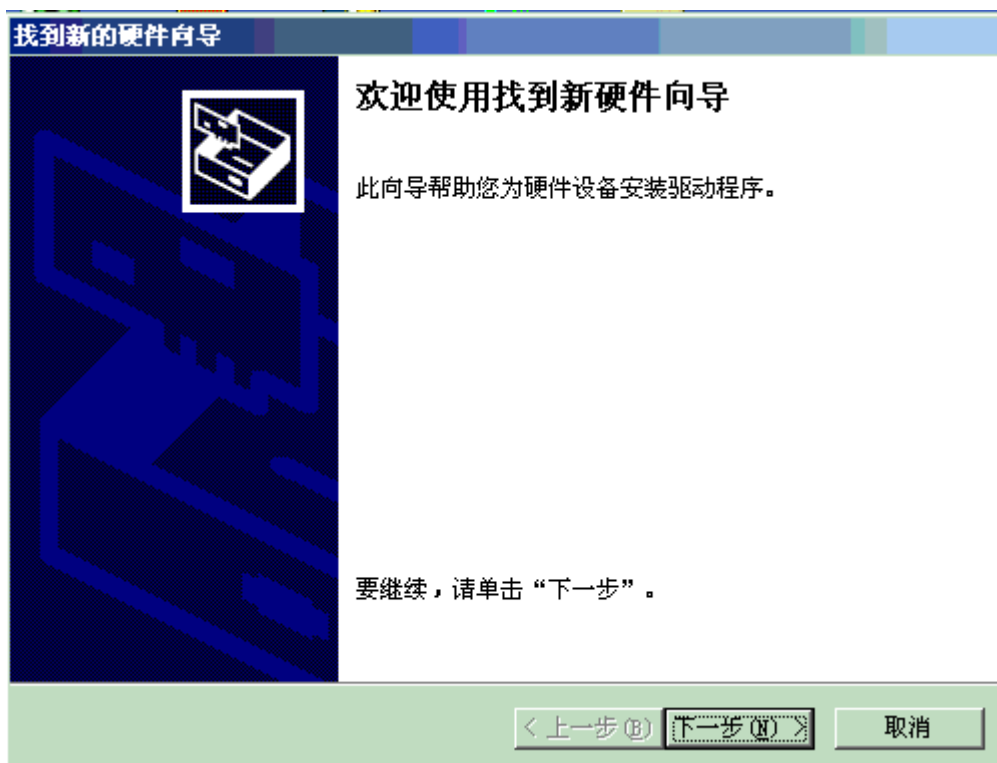 找到新的硬件向导
欢迎使用找到新硬件向导
此向导帮助您为硬件设备安装驱动程序。
要继续，请单击“下一步”。
< 上一步(B) 下一步(N) > 取消